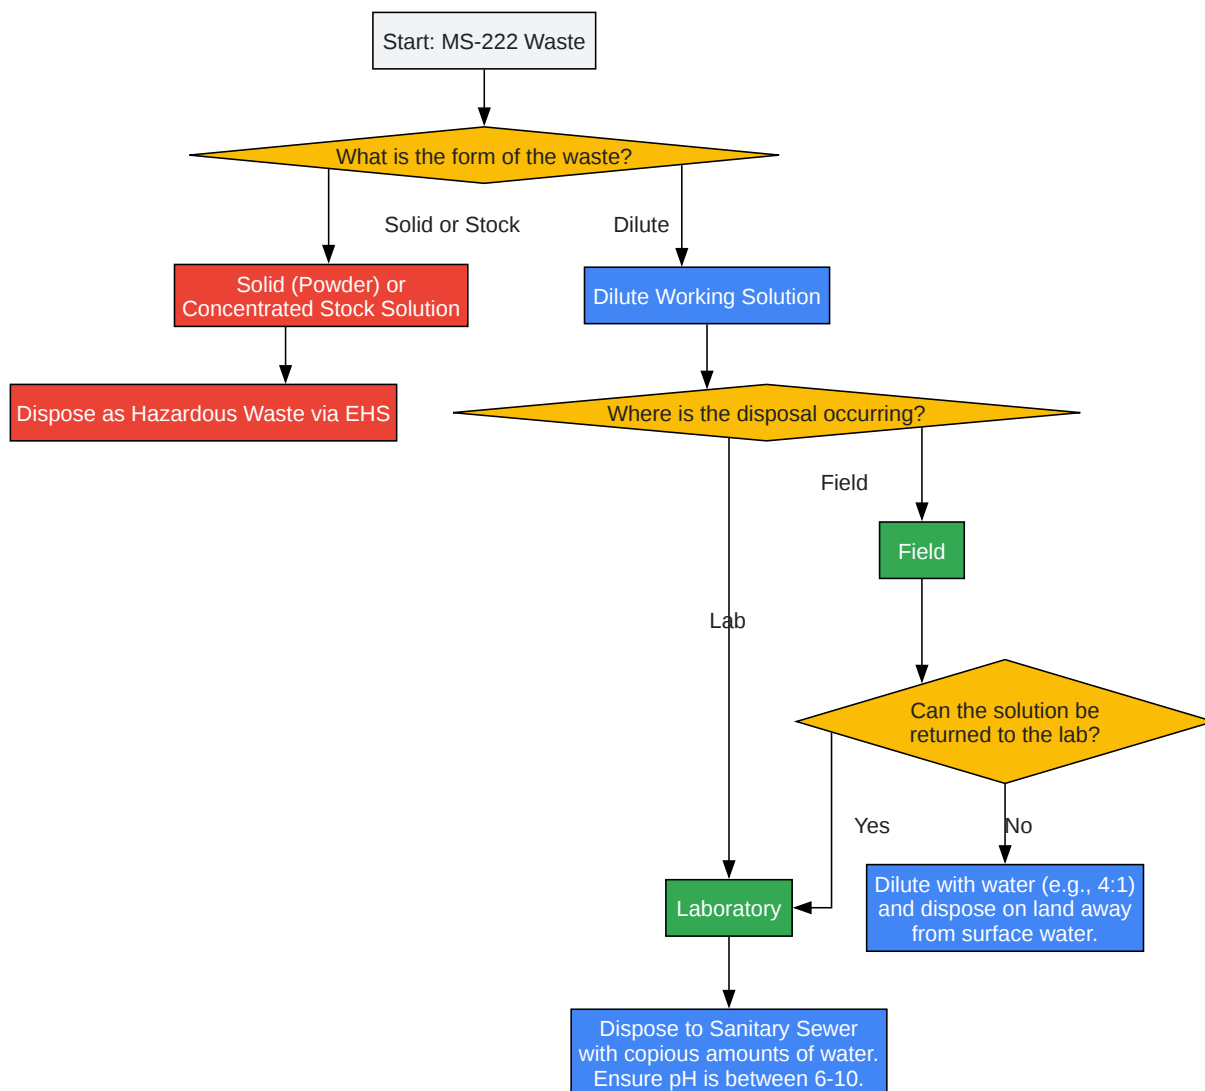 Start: MS-222 Waste
What is the form of the waste?
Solid or Stock
Dilute
Solid (Powder) or
Concentrated Stock Solution
Dilute Working Solution
Dispose as Hazardous Waste via EHS
Where is the disposal occurring?
Field
Field
Lab
Can the solution be
returned to the lab?
Yes
No
Dilute with water (e.g., 4:1)
and dispose on land away
from surface water.
Laboratory
Dispose to Sanitary Sewer
with copious amounts of water.
Ensure pH is between 6-10.